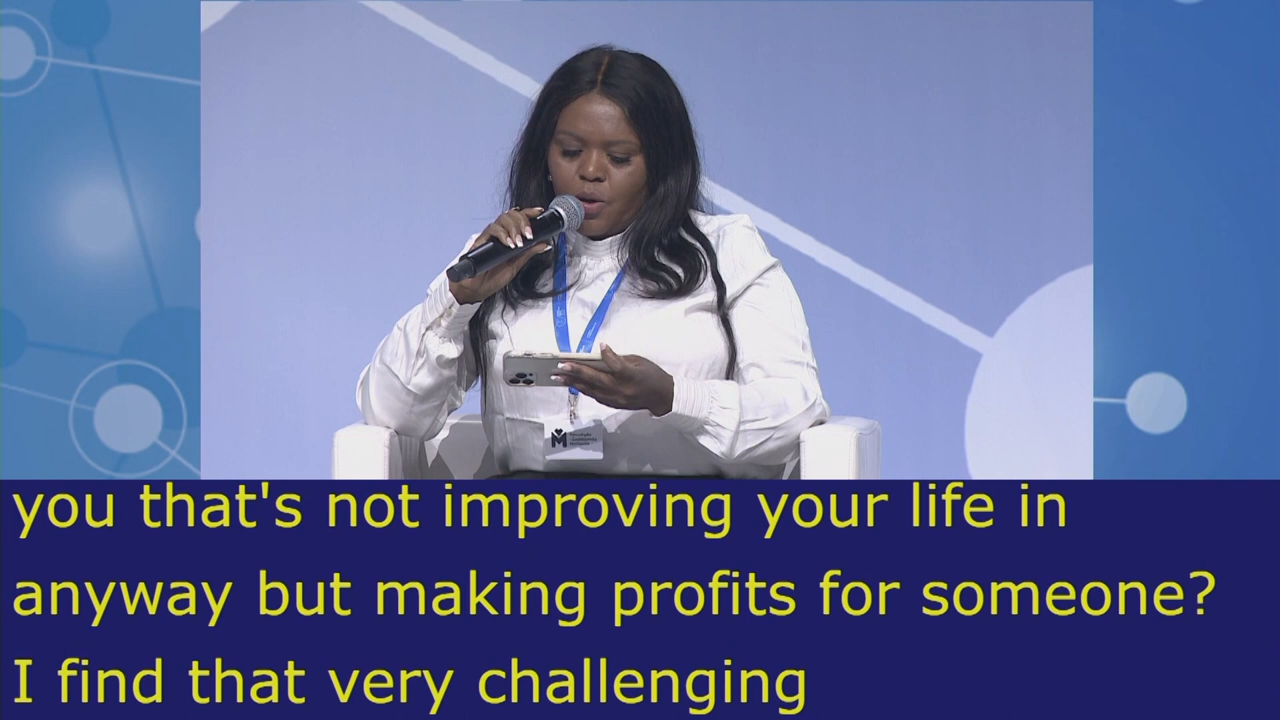 you that's not improving your life in
anyway but making profits for someone?
I find that very challenging